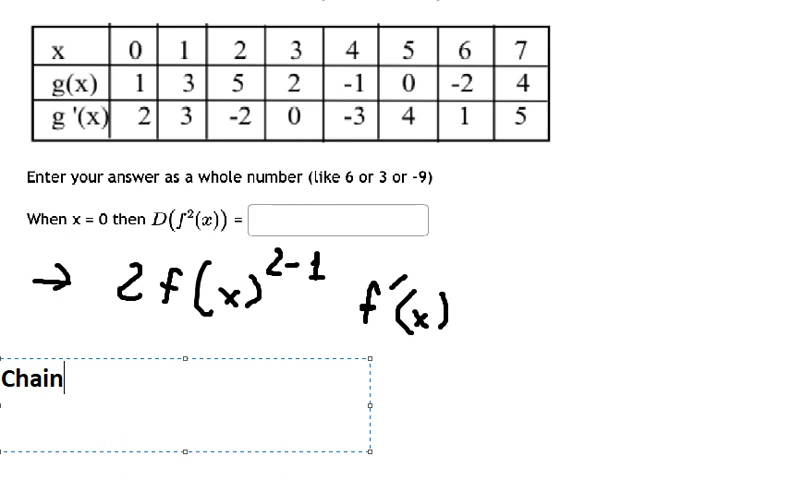 x 0 1 2 3 4 5 6 7
g(x) 1 3 5 2 -1 0 -2 4
g '(x) 2 3 -2 0 -3 4 1 5
Enter your answer as a whole number (like 6 or 3 or -9)
When x = 0 then D(f²(x)) =
→ 2 f(x)²⁻¹ f'(x)
Chain